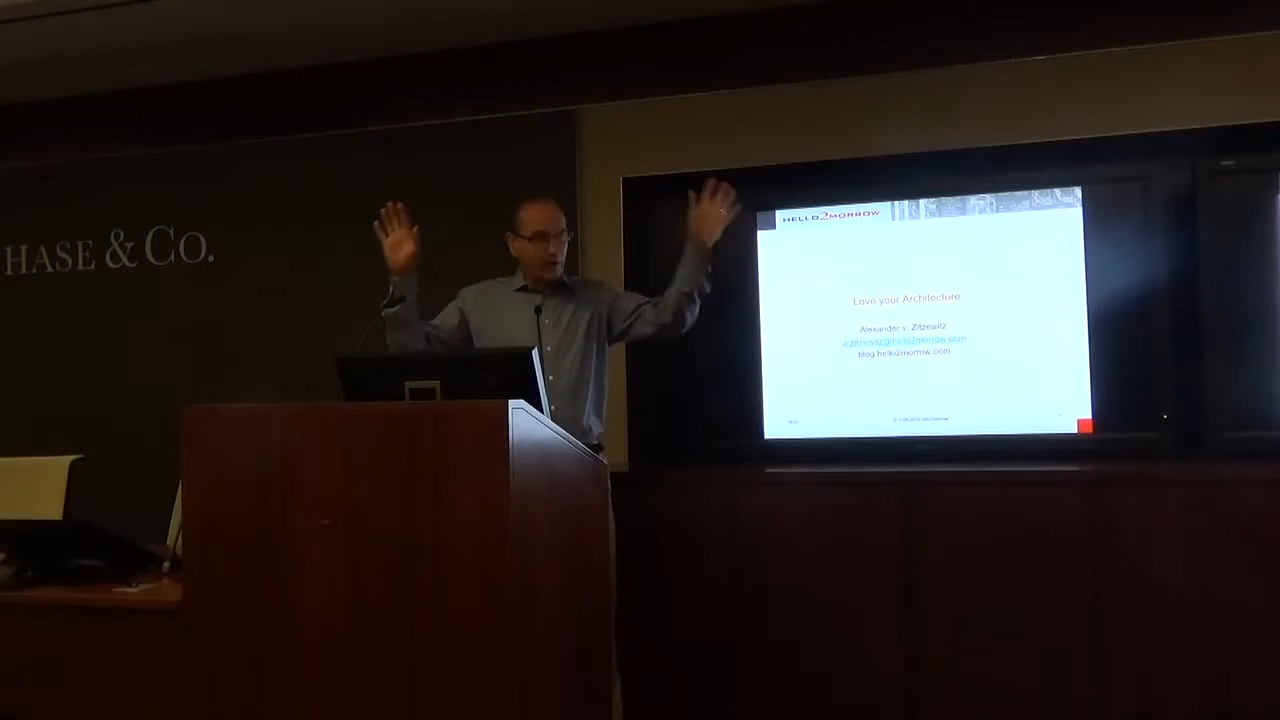 HASE & CO.
HELLO2MORROW
Love your Architecture
Alexander v. Zitzewitz
a.zitzewitz@hello2morrow.com
blog.hello2morrow.com